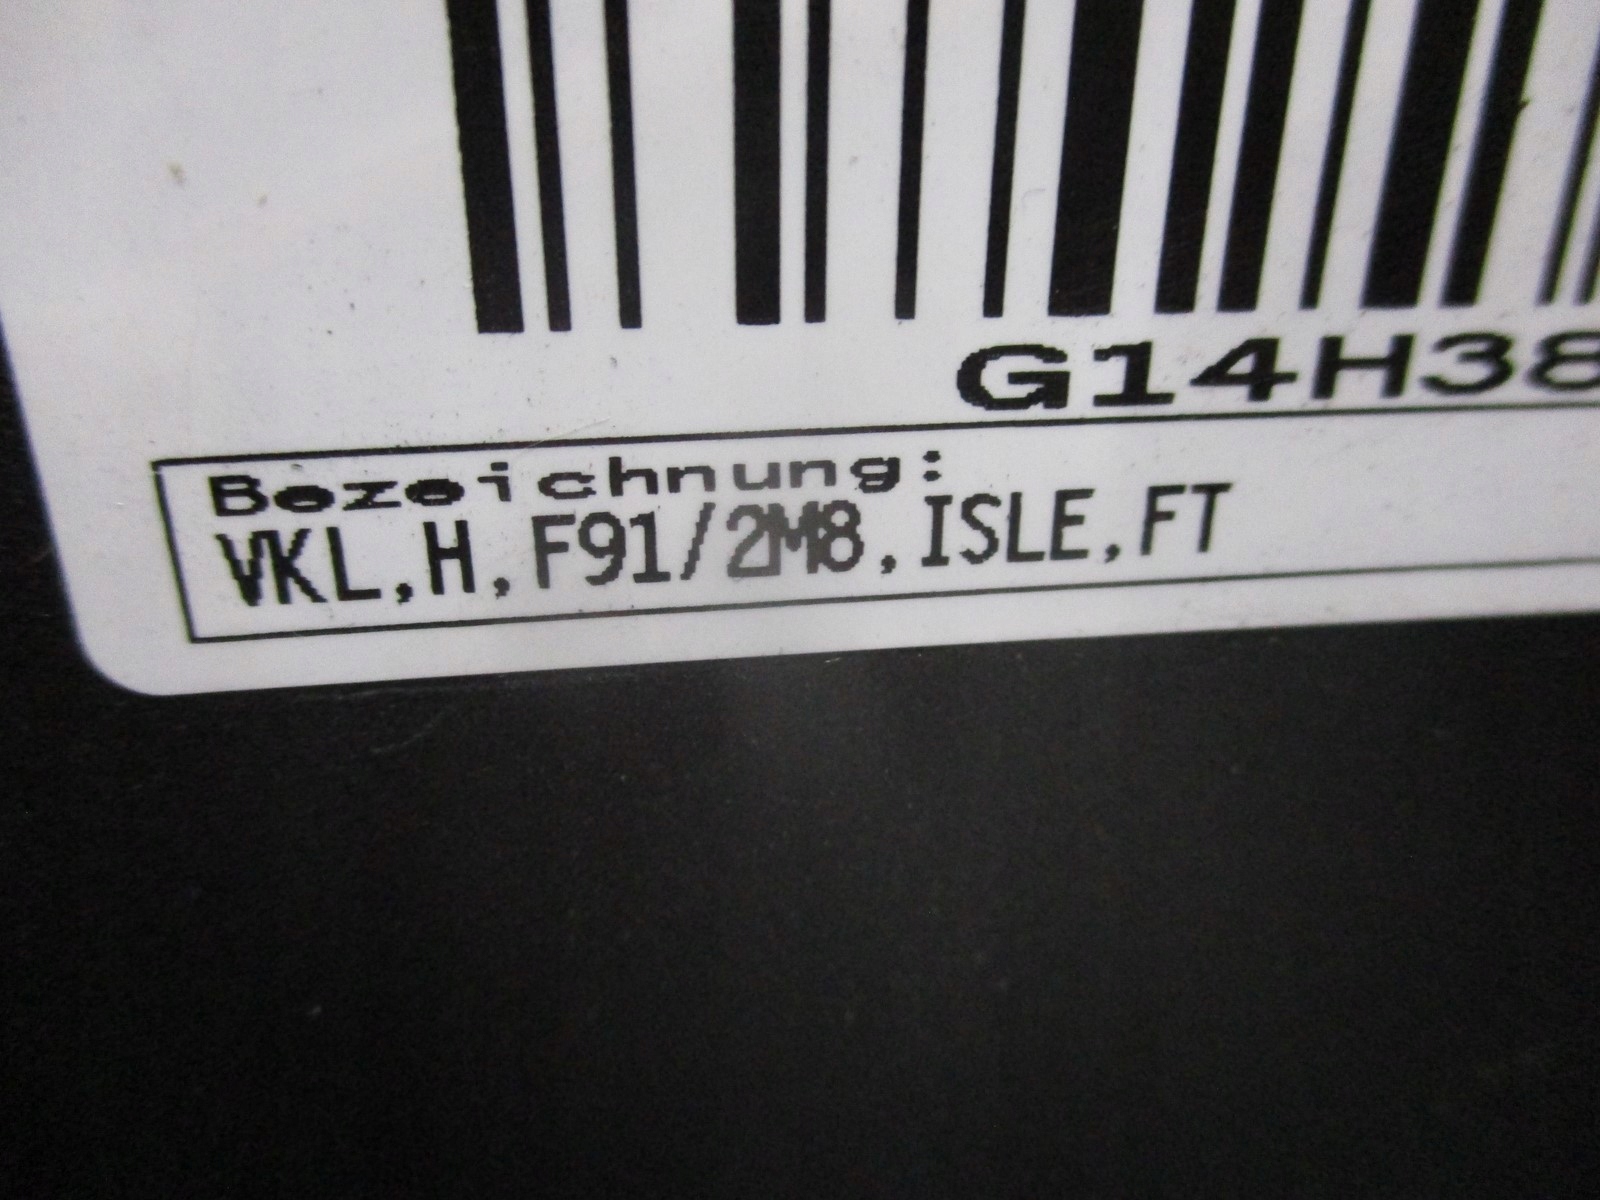 G14H38
Bezeichnung:
VKL,H,F91/2M8,ISLE,FT